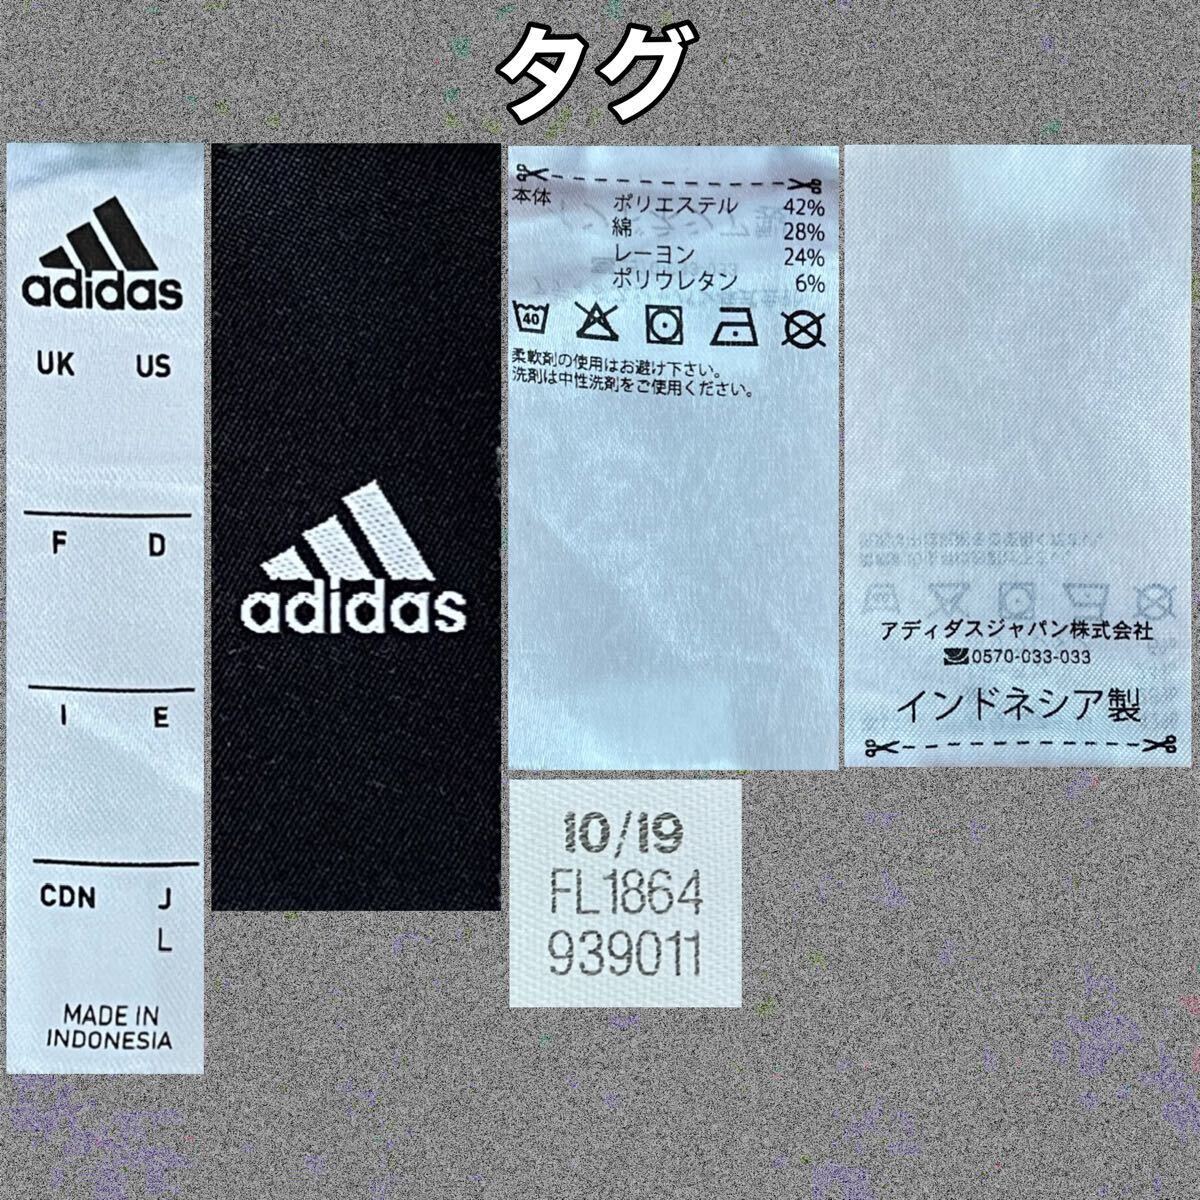 タグ
adidas
UK US
F D
I E
CDN J
L
MADE IN
INDONESIA
adidas
本体 ポリエステル 42%
綿 28%
レーヨン 24%
ポリウレタン 6%
40
柔軟剤の使用はお避け下さい。
洗剤は中性洗剤をご使用ください。
10/19
FL1864
939011
アディダスジャパン株式会社
0570-033-033
インドネシア製